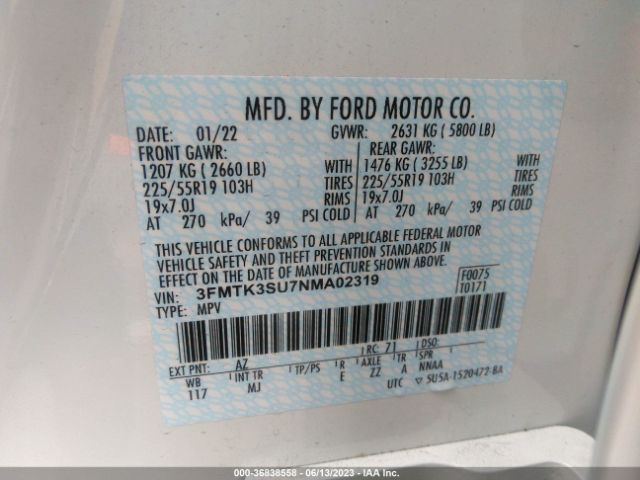 MFD. BY FORD MOTOR CO.
DATE: 01/22 GVWR: 2631 KG ( 5800 LB)
FRONT GAWR: REAR GAWR:
1207 KG ( 2660 LB) WITH 1476 KG ( 3255 LB) WITH
225/55R19 103H TIRES 225/55R19 103H TIRES
19x7.0J RIMS 19x7.0J RIMS
AT 270 kPa/ 39 PSI COLD AT 270 kPa/ 39 PSI COLD
THIS VEHICLE CONFORMS TO ALL APPLICABLE FEDERAL MOTOR
VEHICLE SAFETY AND THEFT PREVENTION STANDARDS IN
EFFECT ON THE DATE OF MANUFACTURE SHOWN ABOVE.
VIN: 3FMTK3SU7NMA02319 F0075
TYPE: MPV T0171
EXT PNT: AZ RC: 71 DSO:
WB INT TR TP/PS R AXLE TR SPR
117 MJ E ZZ A NNAA
UTC ▽ 5U5A-1520472-BA
000-36838558 - 06/13/2023 - IAA Inc.